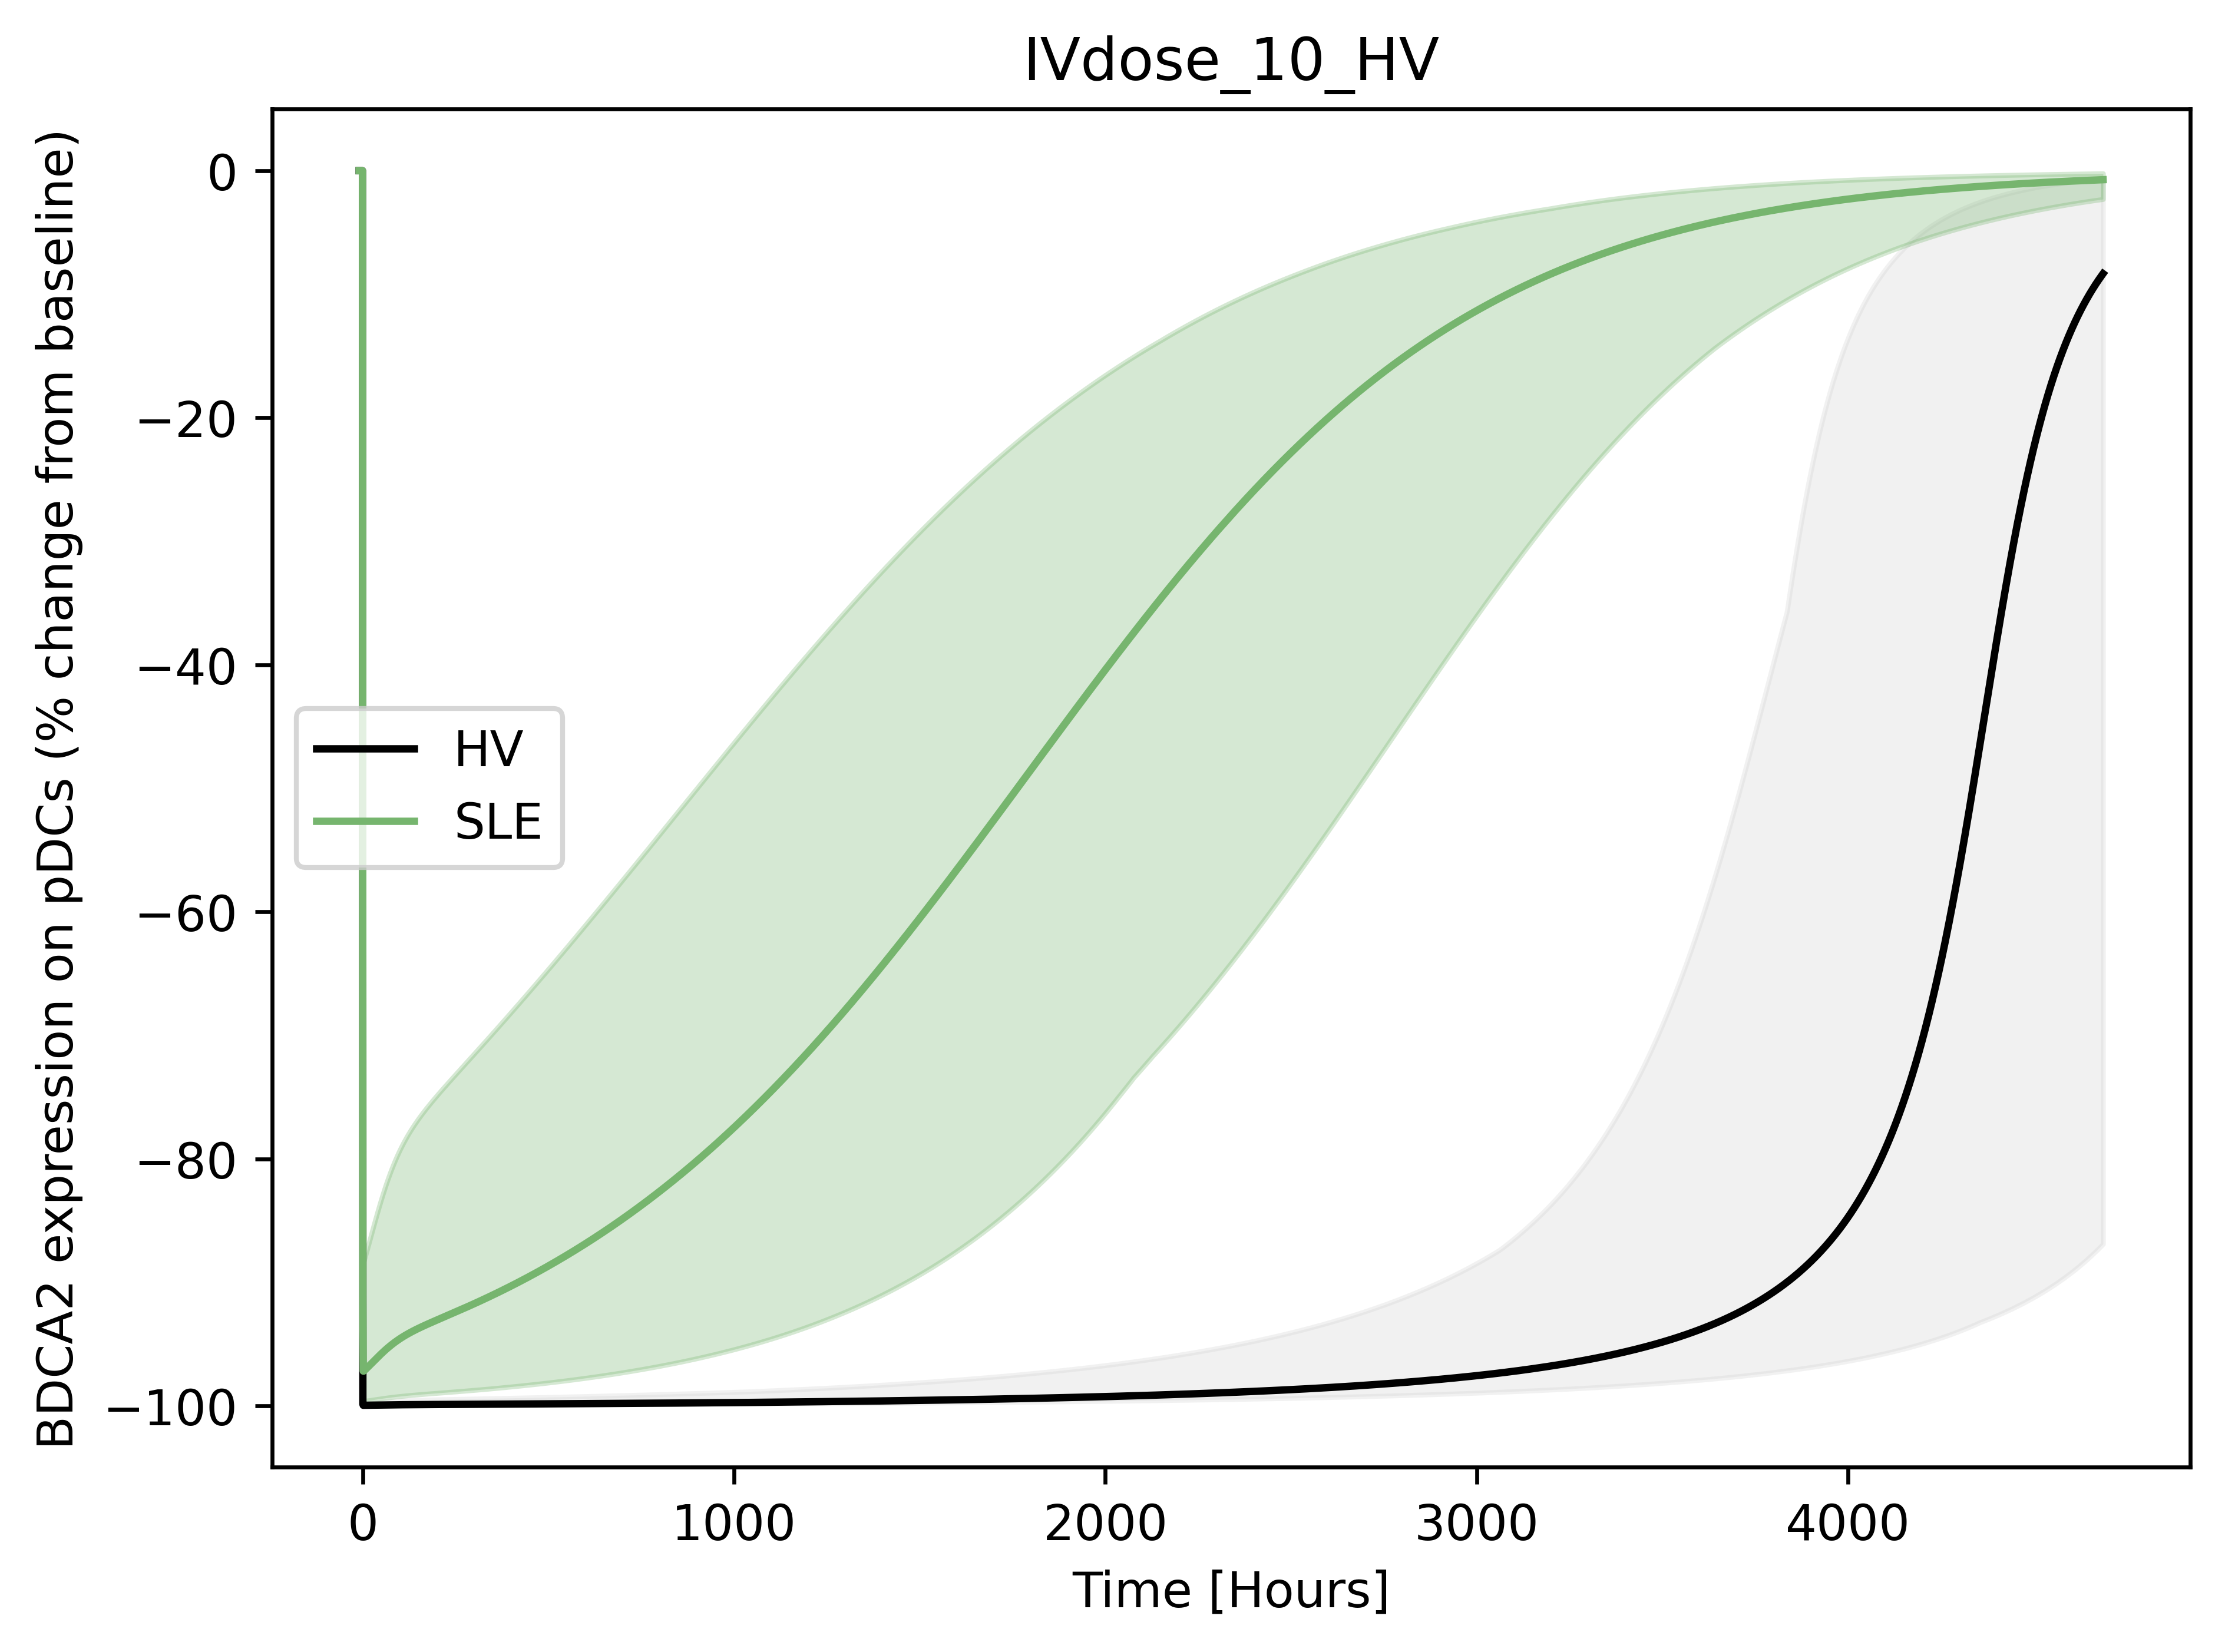 IVdose_10_HV
BDCA2 expression on pDCs (% change from baseline)
0
−20
−40
−60
−80
−100
HV
SLE
0
1000
2000
3000
4000
Time [Hours]